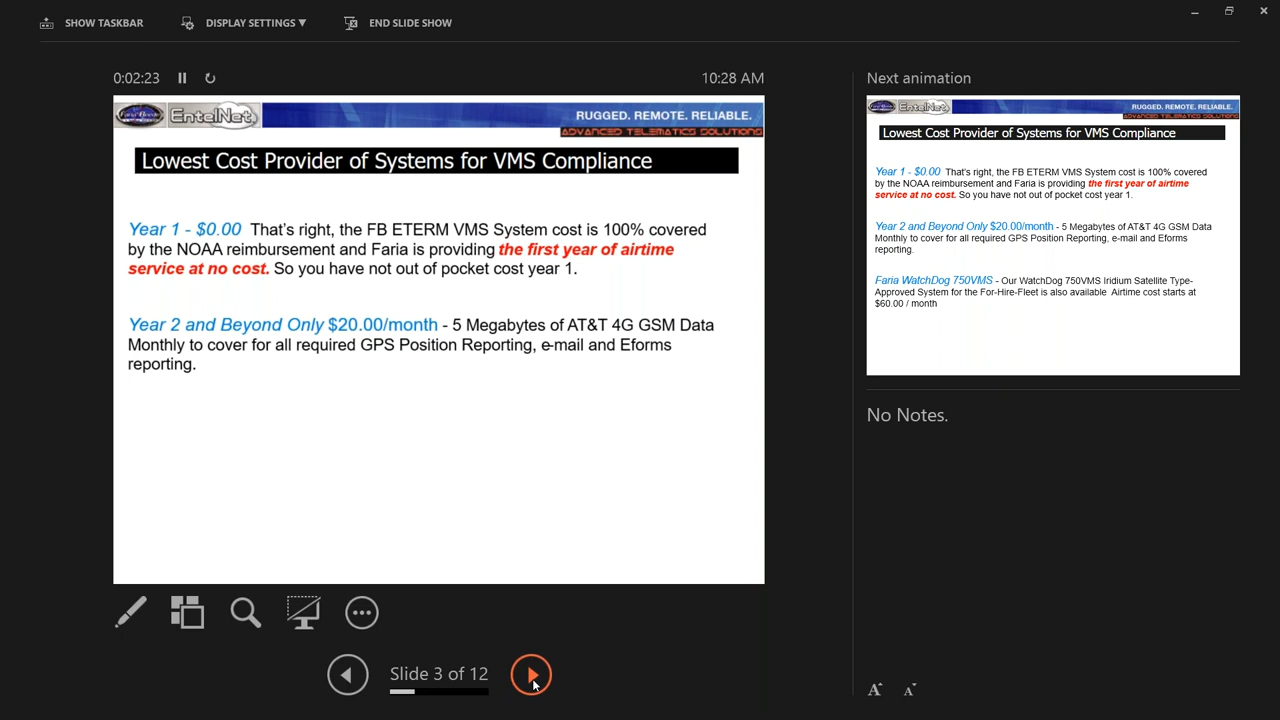 SHOW TASKBAR
DISPLAY SETTINGS ▼
END SLIDE SHOW
0:02:23
10:28 AM
Next animation
Faria Beede
EntelNet
RUGGED. REMOTE. RELIABLE.
ADVANCED TELEMATICS SOLUTIONS
Lowest Cost Provider of Systems for VMS Compliance
Year 1 - $0.00 That's right, the FB ETERM VMS System cost is 100% covered
by the NOAA reimbursement and Faria is providing the first year of airtime
service at no cost. So you have not out of pocket cost year 1.
Year 2 and Beyond Only $20.00/month - 5 Megabytes of AT&T 4G GSM Data
Monthly to cover for all required GPS Position Reporting, e-mail and Eforms
reporting.
Slide 3 of 12
Faria Beede
EntelNet
RUGGED. REMOTE. RELIABLE.
ADVANCED TELEMATICS SOLUTIONS
Lowest Cost Provider of Systems for VMS Compliance
Year 1 - $0.00 That's right, the FB ETERM VMS System cost is 100% covered
by the NOAA reimbursement and Faria is providing the first year of airtime
service at no cost. So you have not out of pocket cost year 1.
Year 2 and Beyond Only $20.00/month - 5 Megabytes of AT&T 4G GSM Data
Monthly to cover for all required GPS Position Reporting, e-mail and Eforms
reporting.
Faria WatchDog 750VMS - Our WatchDog 750VMS Iridium Satellite Type-
Approved System for the For-Hire-Fleet is also available Airtime cost starts at
$60.00 / month
No Notes.
A A